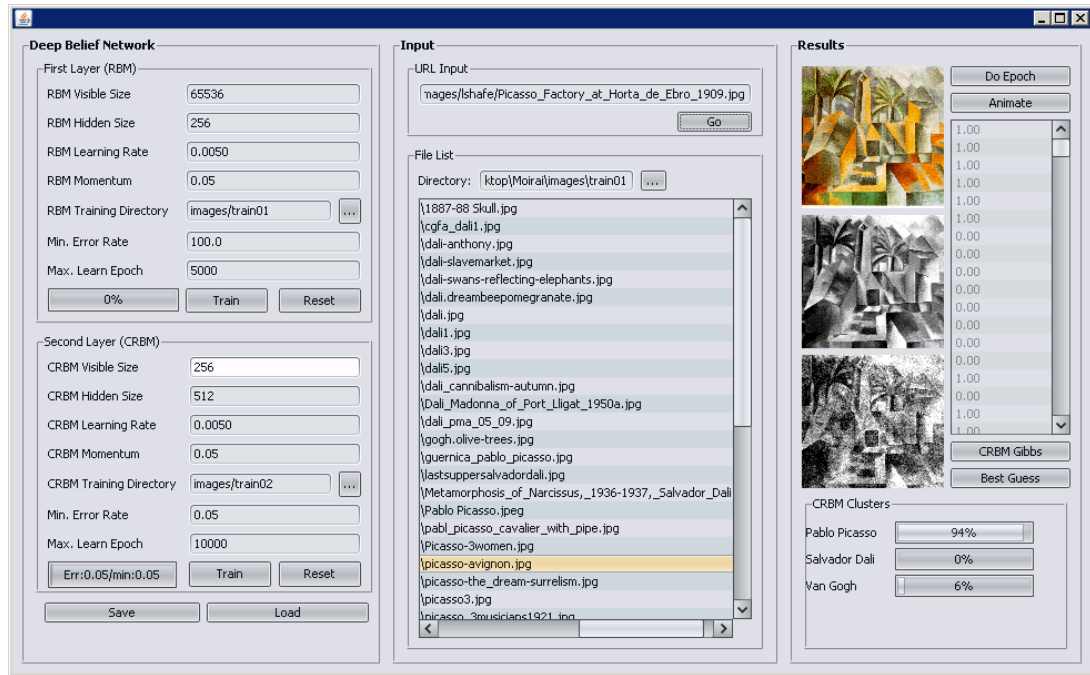 Deep Belief Network
First Layer (RBM)
RBM Visible Size 65536
RBM Hidden Size 256
RBM Learning Rate 0.0050
RBM Momentum 0.05
RBM Training Directory images/train01 ...
Min. Error Rate 100.0
Max. Learn Epoch 5000
0% Train Reset
Second Layer (CRBM)
CRBM Visible Size 256
CRBM Hidden Size 512
CRBM Learning Rate 0.0050
CRBM Momentum 0.05
CRBM Training Directory images/train02 ...
Min. Error Rate 0.05
Max. Learn Epoch 10000
Err:0.05/min:0.05 Train Reset
Save Load
Input
URL Input
mages/lshafe/Picasso_Factory_at_Horta_de_Ebro_1909.jpg
Go
File List
Directory: ktop\Moirai\images\train01 ...
\1887-88 Skull.jpg
\cgfa_dali1.jpg
\dali-anthony.jpg
\dali-slavemarket.jpg
\dali-swans-reflecting-elephants.jpg
\dali.dreambeepomegranate.jpg
\dali.jpg
\dali1.jpg
\dali3.jpg
\dali5.jpg
\dali_cannibalism-autumn.jpg
\Dali_Madonna_of_Port_Lligat_1950a.jpg
\dali_pma_05_09.jpg
\gogh.olive-trees.jpg
\guernica_pablo_picasso.jpg
\lastsuppersalvadordali.jpg
\Metamorphosis_of_Narcissus,_1936-1937,_Salvador_Dali
\Pablo Picasso.jpeg
\pabl_picasso_cavalier_with_pipe.jpg
\Picasso-3women.jpg
\picasso-avignon.jpg
\picasso-the_dream-surrelism.jpg
\picasso3.jpg
\picasso_3musicians1921.jpg
Results
Do Epoch
Animate
1.00
1.00
1.00
1.00
1.00
1.00
0.00
0.00
0.00
0.00
0.00
0.00
0.00
0.00
1.00
0.00
1.00
1.00
CRBM Gibbs
Best Guess
CRBM Clusters
Pablo Picasso 94%
Salvador Dali 0%
Van Gogh 6%